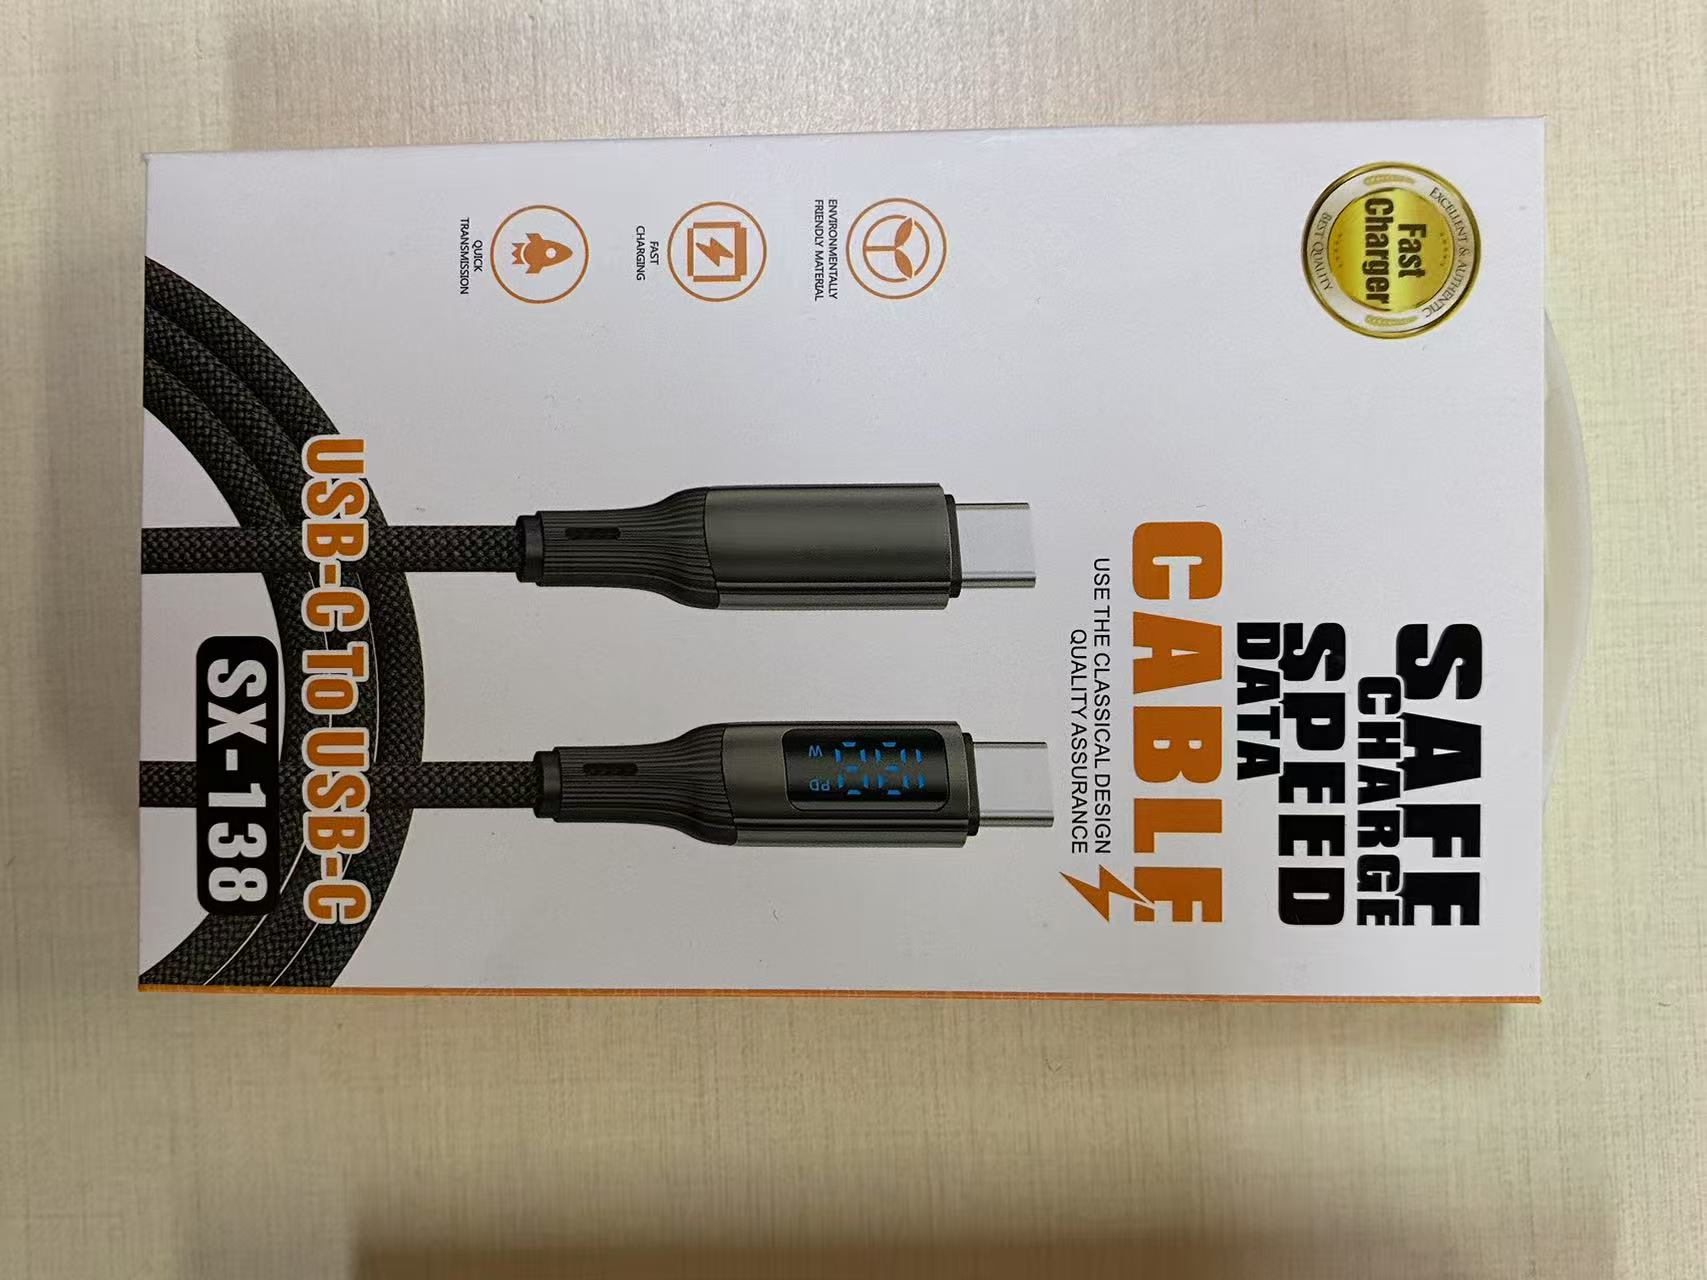 EXCELLENT & AUTHENTIC
Fast
Charger
BEST QUALITY
SAFE
CHARGE
SPEED
DATA
CABLE
USE THE CLASSICAL DESIGN
QUALITY ASSURANCE
ENVIRONMENTALLY
FRIENDLY MATERIAL
FAST
CHARGING
QUICK
TRANSMISSION
W
PD
USB-C To USB-C
SX-138